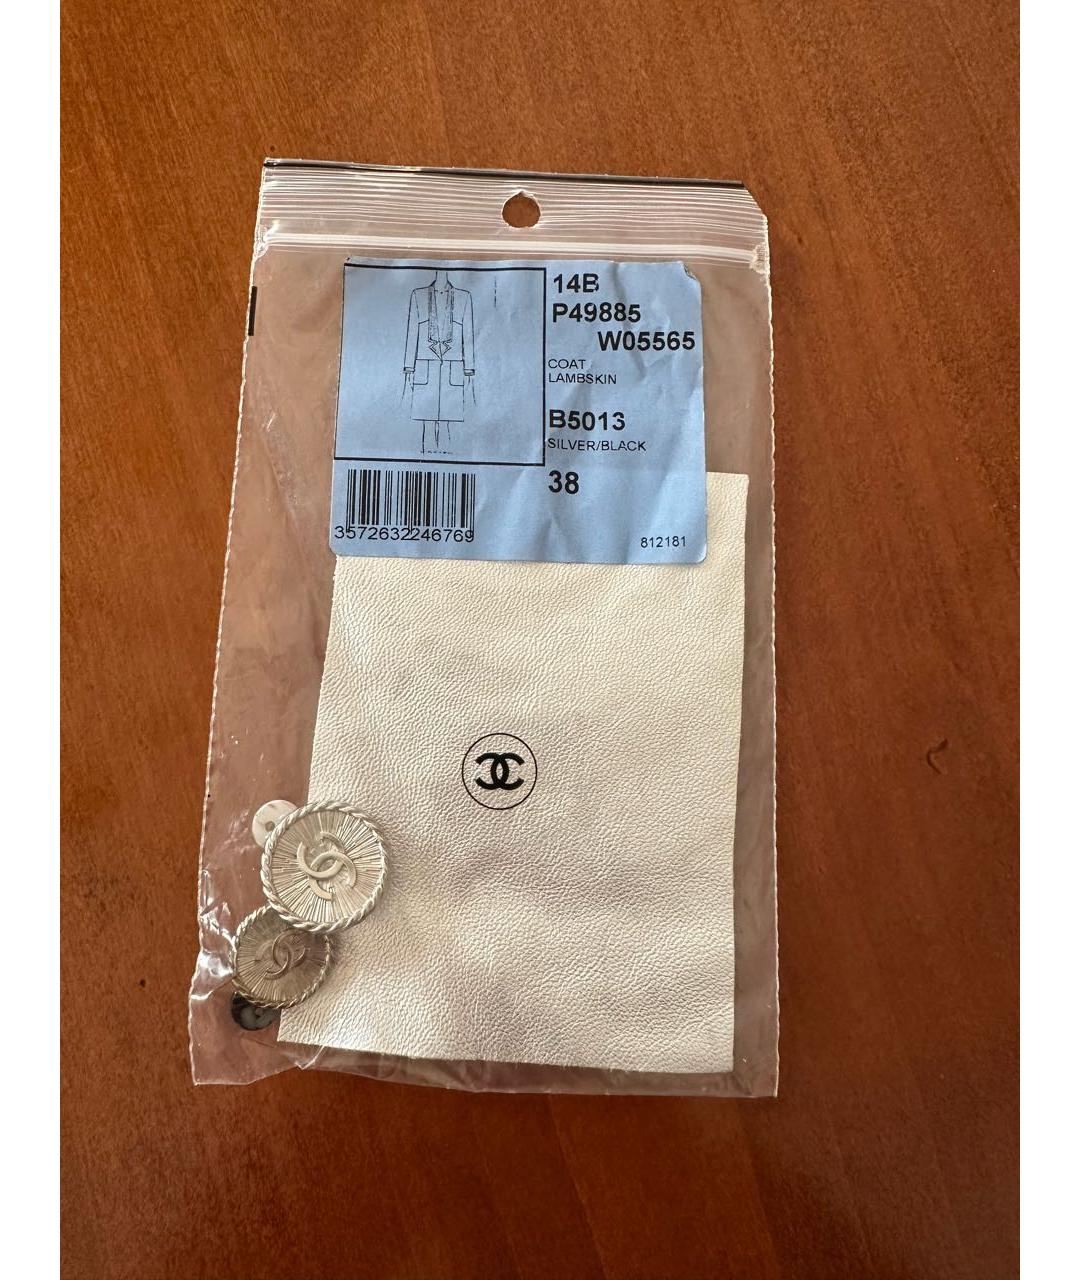 14B
P49885
W05565
COAT
LAMBSKIN
B5013
SILVER/BLACK
38
3572632246769
812181